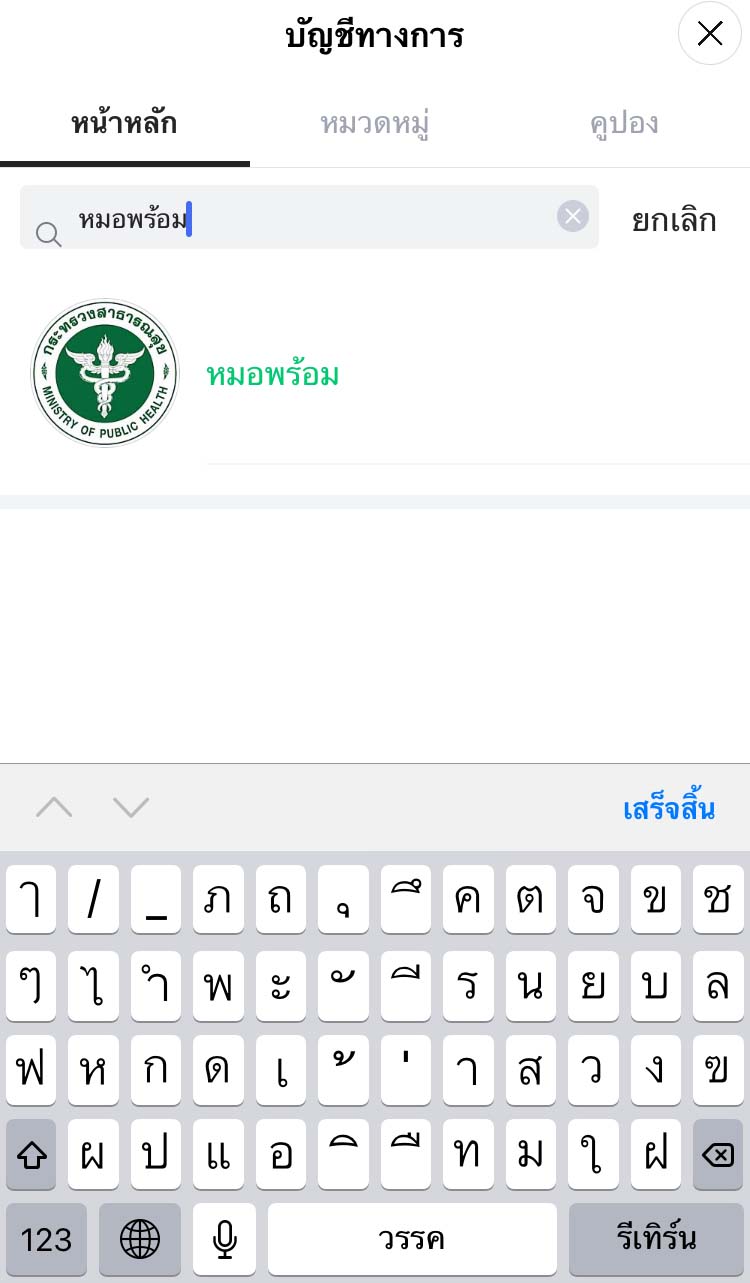 บัญชีทางการ
หน้าหลัก หมวดหมู่ คูปอง
หมอพร้อม ยกเลิก
กระทรวงสาธารณสุข
MINISTRY OF PUBLIC HEALTH
หมอพร้อม
เสร็จสิ้น
ๅ / _ ภ ถ ุ ึ ค ต จ ข ช
ๆ ไ ำ พ ะ ั ี ร น ย บ ล
ฟ ห ก ด เ ้ ่ า ส ว ง ฃ
ผ ป แ อ ิ ื ท ม ใ ฝ
123 วรรค รีเทิร์น